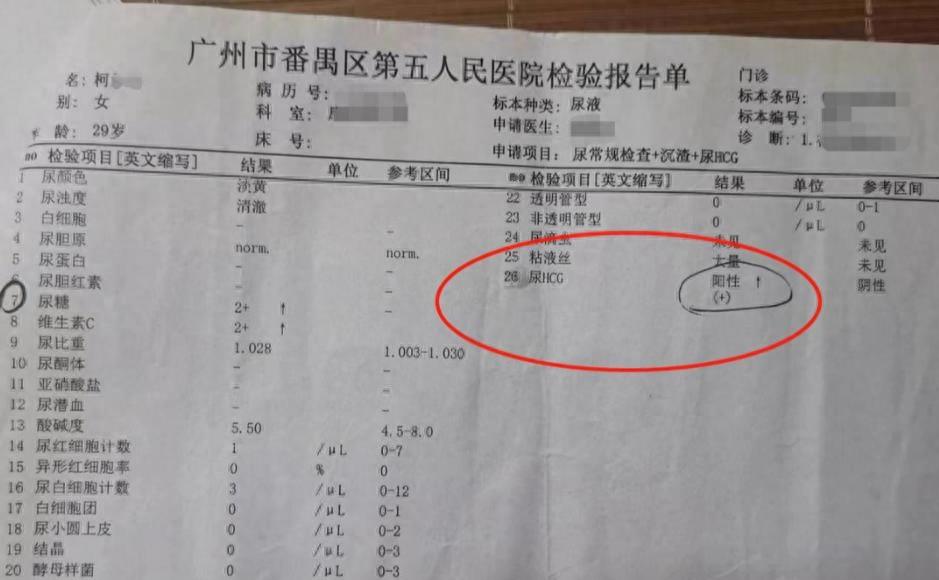 广州市番禺区第五人民医院检验报告单
名: 柯
别: 女
龄: 29岁
病 历 号:
科 室:
床 号:
标本种类: 尿液
申请医生:
申请项目: 尿常规检查+沉渣+尿HCG
门诊
标本条码:
标本编号:
诊 断: 1.
no 检验项目[英文缩写] 结果 单位 参考区间
1 尿颜色 淡黄
2 尿浊度 清澈
3 白细胞 - -
4 尿胆原 norm. norm.
5 尿蛋白 - -
6 尿胆红素 - -
7 尿糖 2+ ↑ -
8 维生素C 2+ ↑
9 尿比重 1.028 1.003-1.030
10 尿酮体 - -
11 亚硝酸盐 - -
12 尿潜血 - -
13 酸碱度 5.50 4.5-8.0
14 尿红细胞计数 1 /μL 0-7
15 异形红细胞率 0 % 0
16 尿白细胞计数 3 /μL 0-12
17 白细胞团 0 /μL 0-1
18 尿小圆上皮 0 /μL 0-2
19 结晶 0 /μL 0-3
20 酵母样菌 0 /μL 0-3
no 检验项目[英文缩写] 结果 单位 参考区间
22 透明管型 0 /μL 0-1
23 非透明管型 0 /μL 0
24 尿滴虫 未见 未见
25 粘液丝 大量 未见
26 尿HCG 阳性 ↑ 阴性
(+)